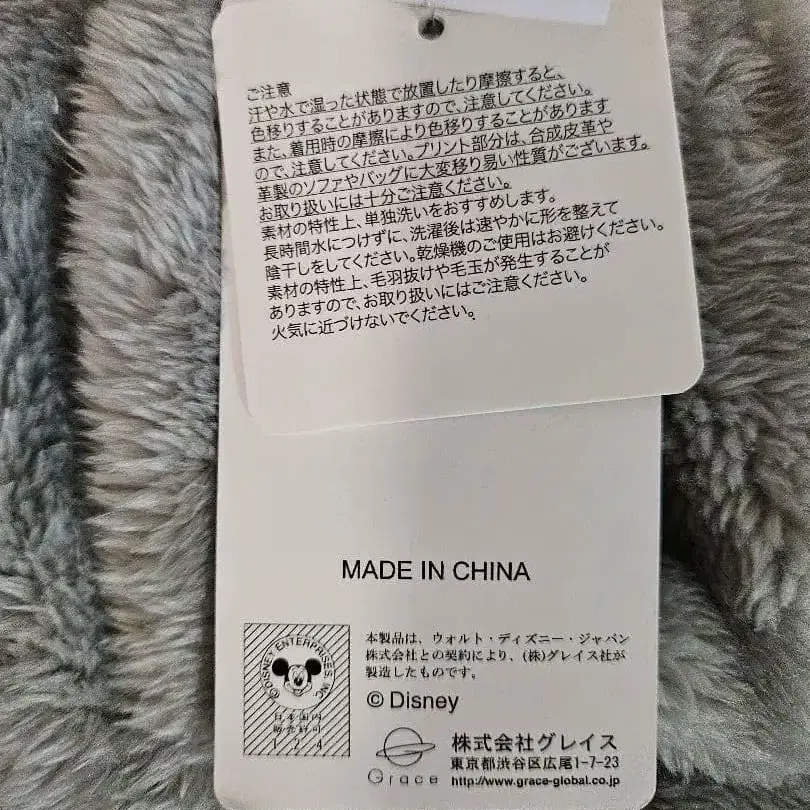 ご注意
汗や水で湿った状態で放置したり摩擦すると、
色移りすることがありますので、注意してください。
また、着用時の摩擦により色移りすることがあります
ので、注意してください。プリント部分は、合成皮革や
革製のソファやバッグに大変移り易い性質がございます。
お取り扱いには十分ご注意ください。
素材の特性上、単独洗いをおすすめします。
長時間水につけずに、洗濯後は速やかに形を整えて
陰干しをしてください。乾燥機のご使用はお避けください。
素材の特性上、毛羽抜けや毛玉が発生することが
ありますので、お取り扱いにはご注意ください。
火気に近づけないでください。
MADE IN CHINA
©DISNEY ENTERPRISES, INC
日本国内
販売許可
124
本製品は、ウォルト・ディズニー・ジャパン
株式会社との契約により、(株)グレイス社が
製造したものです。
© Disney
Grace
株式会社グレイス
東京都渋谷区広尾1-7-23
http://www.grace-global.co.jp